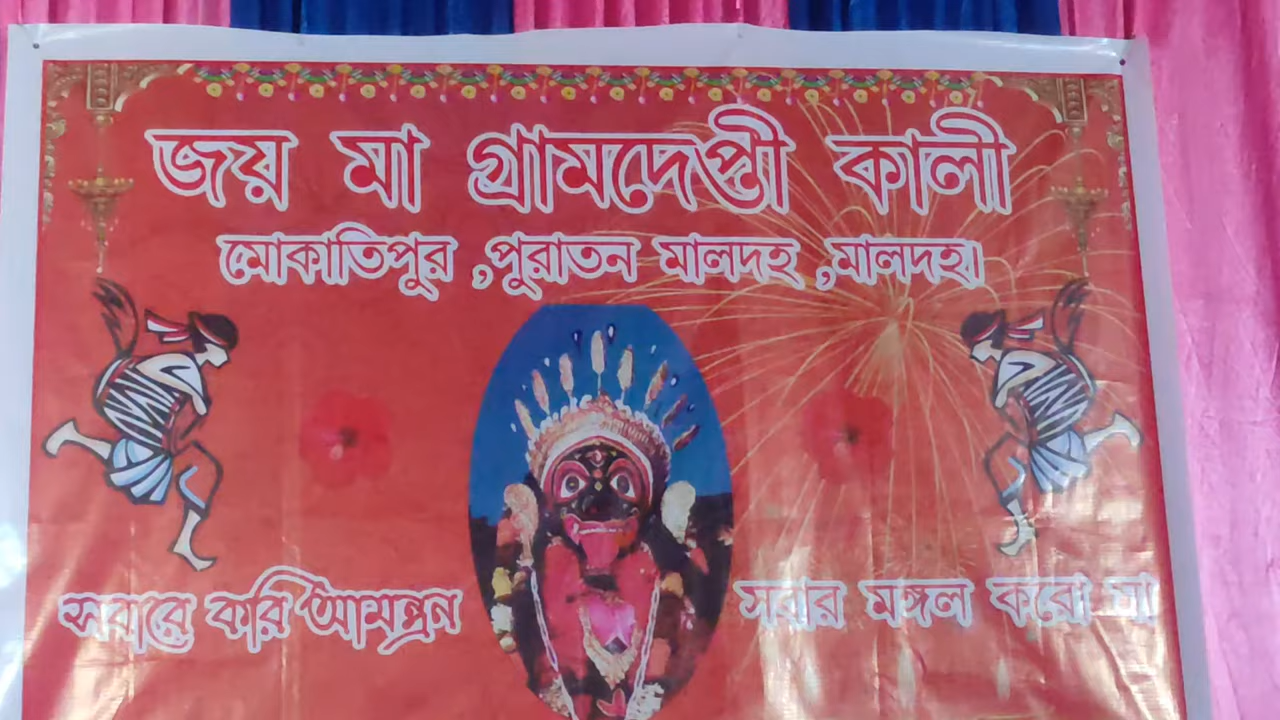 জয় মা গ্রামদেপ্তী কালী
মোকাতিপুর ,পুরাতন মালদহ ,মালদহ।
সবারে করি আমন্ত্রন
সবার মঙ্গল করো মা